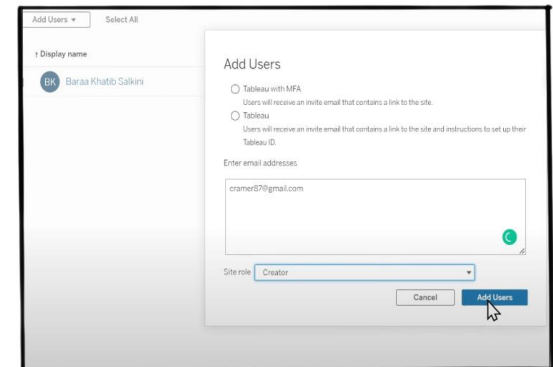 Add Users
Select All
↑ Display name
BK Baraa Khatib Salkini
Add Users
Tableau with MFA
Users will receive an invite email that contains a link to the site.
Tableau
Users will receive an invite email that contains a link to the site and instructions to set up their
Tableau ID.
Enter email addresses
cramer87@gmail.com
Site role Creator
Cancel Add Users